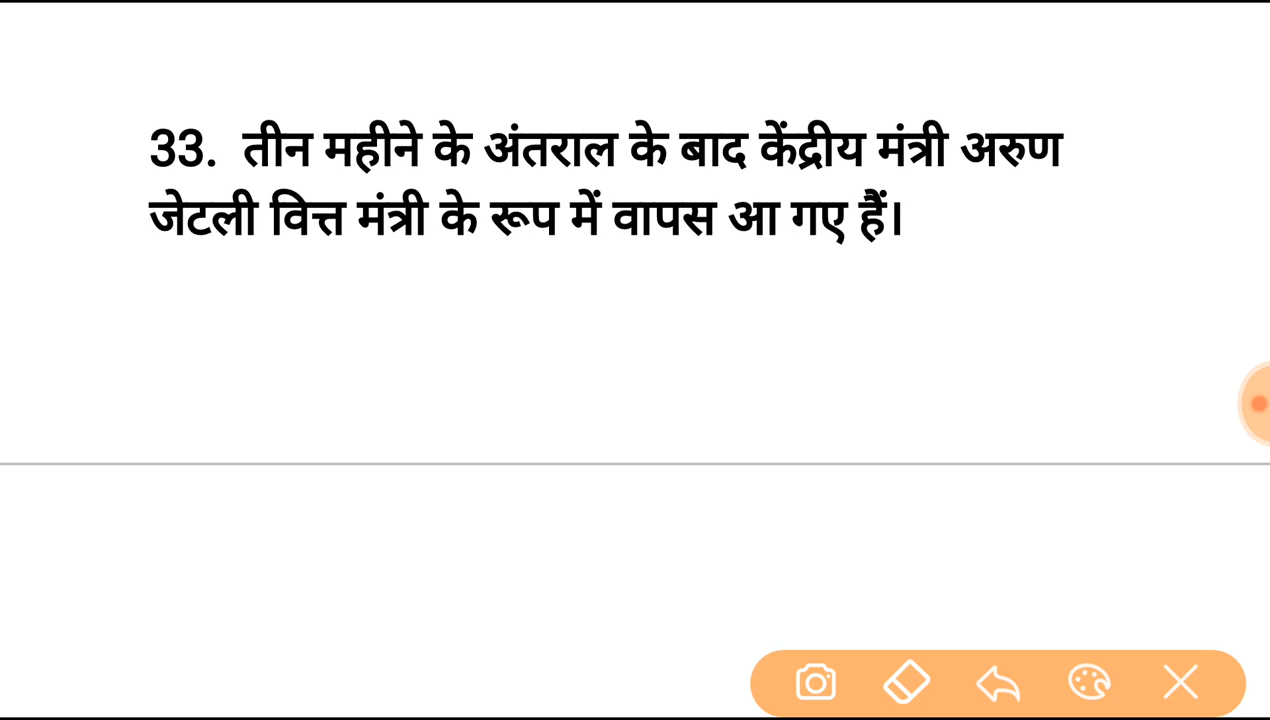 33. तीन महीने के अंतराल के बाद केंद्रीय मंत्री अरुण
जेटली वित्त मंत्री के रूप में वापस आ गए हैं।